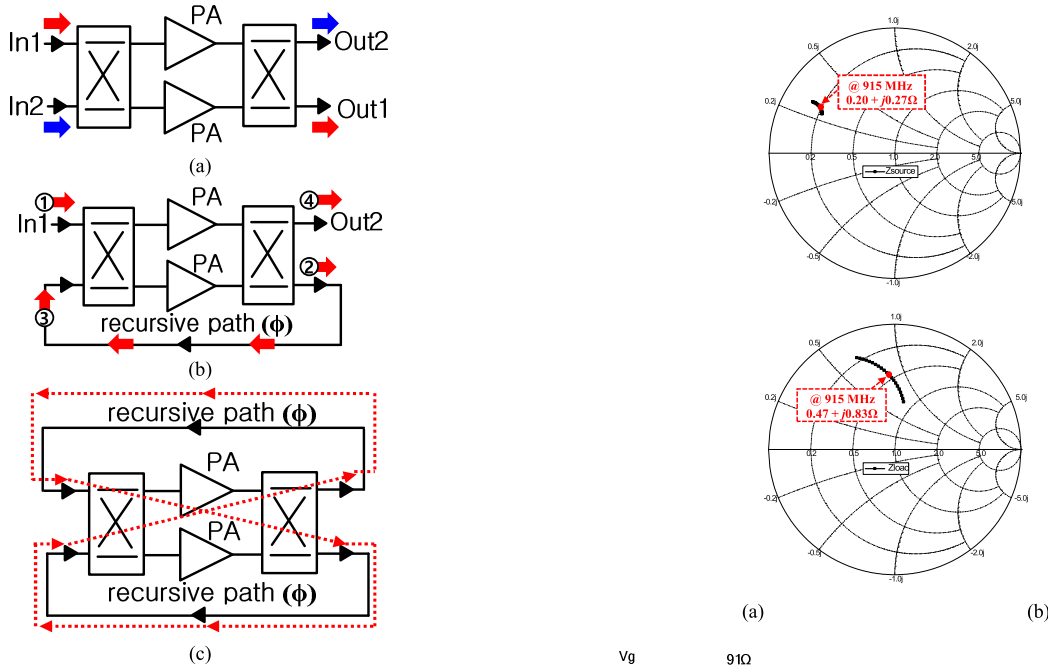 PA
In1
Out2
In2
Out1
PA
(a)
①
PA
④
In1
Out2
PA
②
③
recursive path (ϕ)
(b)
recursive path (ϕ)
PA
PA
recursive path (ϕ)
(c)
1.0j
0.5j
2.0j
@ 915 MHz
0.20 + j0.27Ω
0.2j
5.0j
0.2
0.5
1.0
2.0
5.0
Zsource
-0.2j
-5.0j
-0.5j
-2.0j
-1.0j
1.0j
0.5j
2.0j
0.2j
5.0j
@ 915 MHz
0.47 + j0.83Ω
0.2
0.5
1.0
2.0
5.0
Zload
-0.2j
-5.0j
-0.5j
-2.0j
-1.0j
(a)
(b)
Vg
91Ω